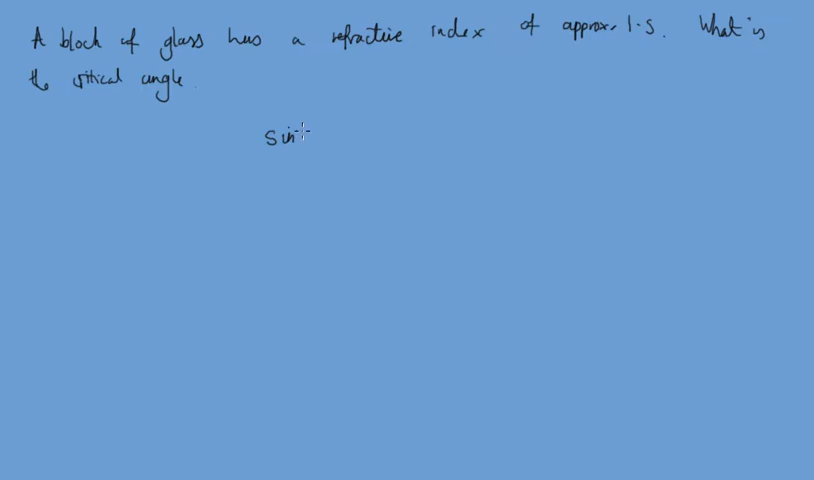 A block of glass has a refractive index of approx. 1.5. What is
the critical angle.
Sin